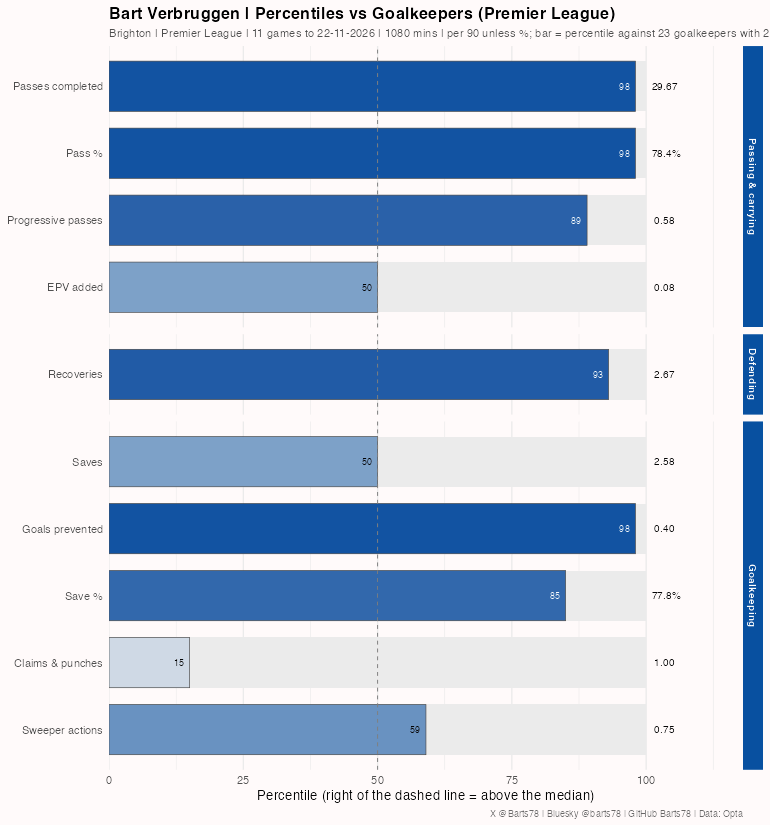 Bart Verbruggen | Percentiles vs Goalkeepers (Premier League)
Brighton | Premier League | 11 games to 22-11-2026 | 1080 mins | per 90 unless %; bar = percentile against 23 goalkeepers with 2
Passes completed 98 29.67
Pass % 98 78.4%
Progressive passes 89 0.58
EPV added 50 0.08
Passing & carrying
Recoveries 93 2.67
Defending
Saves 50 2.58
Goals prevented 98 0.40
Save % 85 77.8%
Claims & punches 15 1.00
Sweeper actions 59 0.75
Goalkeeping
0 25 50 75 100
Percentile (right of the dashed line = above the median)
X @Barts78 | Bluesky @barts78 | GitHub Barts78 | Data: Opta